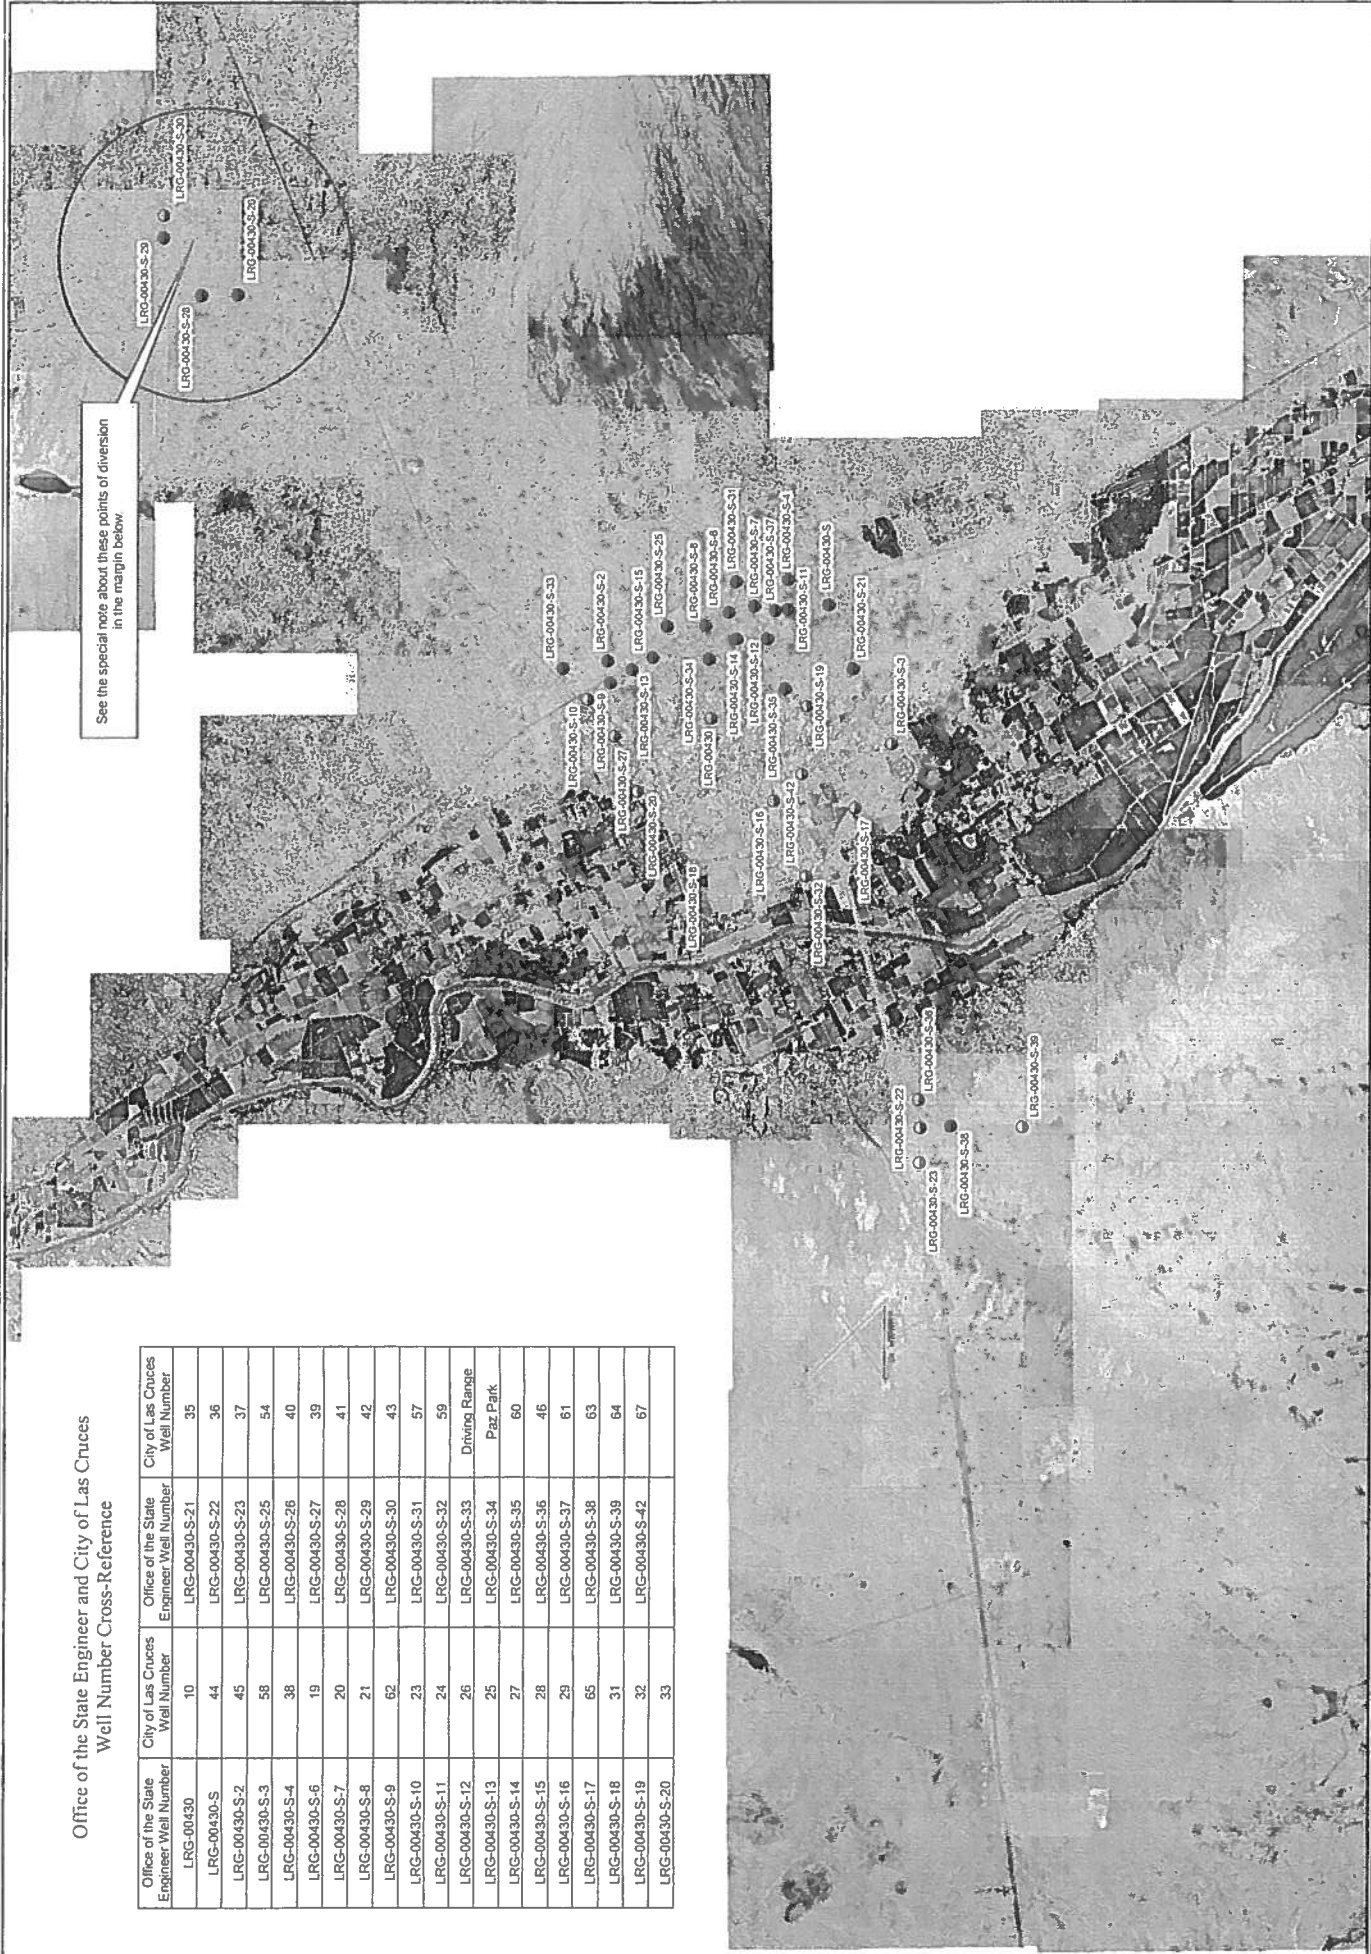 Office of the State Engineer and City of Las Cruces
Well Number Cross-Reference
Office of the State Engineer Well Number | City of Las Cruces Well Number | Office of the State Engineer Well Number | City of Las Cruces Well Number
LRG-00430 | 10 | LRG-00430-S-21 | 35
LRG-00430-S | 44 | LRG-00430-S-22 | 36
LRG-00430-S-2 | 45 | LRG-00430-S-23 | 37
LRG-00430-S-3 | 58 | LRG-00430-S-25 | 54
LRG-00430-S-4 | 38 | LRG-00430-S-26 | 40
LRG-00430-S-6 | 19 | LRG-00430-S-27 | 39
LRG-00430-S-7 | 20 | LRG-00430-S-28 | 41
LRG-00430-S-8 | 21 | LRG-00430-S-29 | 42
LRG-00430-S-9 | 62 | LRG-00430-S-30 | 43
LRG-00430-S-10 | 23 | LRG-00430-S-31 | 57
LRG-00430-S-11 | 24 | LRG-00430-S-32 | 59
LRG-00430-S-12 | 26 | LRG-00430-S-33 | Driving Range
LRG-00430-S-13 | 25 | LRG-00430-S-34 | Paz Park
LRG-00430-S-14 | 27 | LRG-00430-S-35 | 60
LRG-00430-S-15 | 28 | LRG-00430-S-36 | 46
LRG-00430-S-16 | 29 | LRG-00430-S-37 | 61
LRG-00430-S-17 | 65 | LRG-00430-S-38 | 63
LRG-00430-S-18 | 31 | LRG-00430-S-39 | 64
LRG-00430-S-19 | 32 | LRG-00430-S-42 | 67
LRG-00430-S-20 | 33
See the special note about these points of diversion
in the margin below.
LRG-00430-S-28
LRG-00430-S-29
LRG-00430-S-30
LRG-00430-S-33
LRG-00430-S-10
LRG-00430-S-2
LRG-00430-S-9
LRG-00430-S-27
LRG-00430-S-15
LRG-00430-S-13
LRG-00430-S-20
LRG-00430-S-25
LRG-00430-S-18
LRG-00430-S-34
LRG-00430-S-8
LRG-00430
LRG-00430-S-6
LRG-00430-S-31
LRG-00430-S-14
LRG-00430-S-7
LRG-00430-S-12
LRG-00430-S-37
LRG-00430-S-16
LRG-00430-S-35
LRG-00430-S-4
LRG-00430-S-42
LRG-00430-S-11
LRG-00430-S-32
LRG-00430-S-19
LRG-00430-S
LRG-00430-S-17
LRG-00430-S-21
LRG-00430-S-3
LRG-00430-S-22
LRG-00430-S-36
LRG-00430-S-23
LRG-00430-S-38
LRG-00430-S-39